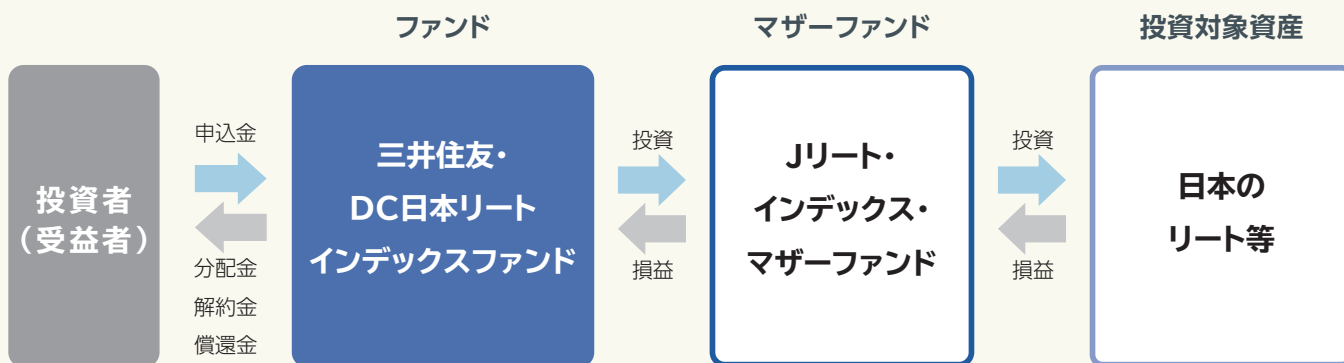 ファンド
マザーファンド
投資対象資産
投資者
（受益者）
申込金
分配金
解約金
償還金
三井住友・
DC日本リート
インデックスファンド
投資
損益
Jリート・
インデックス・
マザーファンド
投資
損益
日本の
リート等